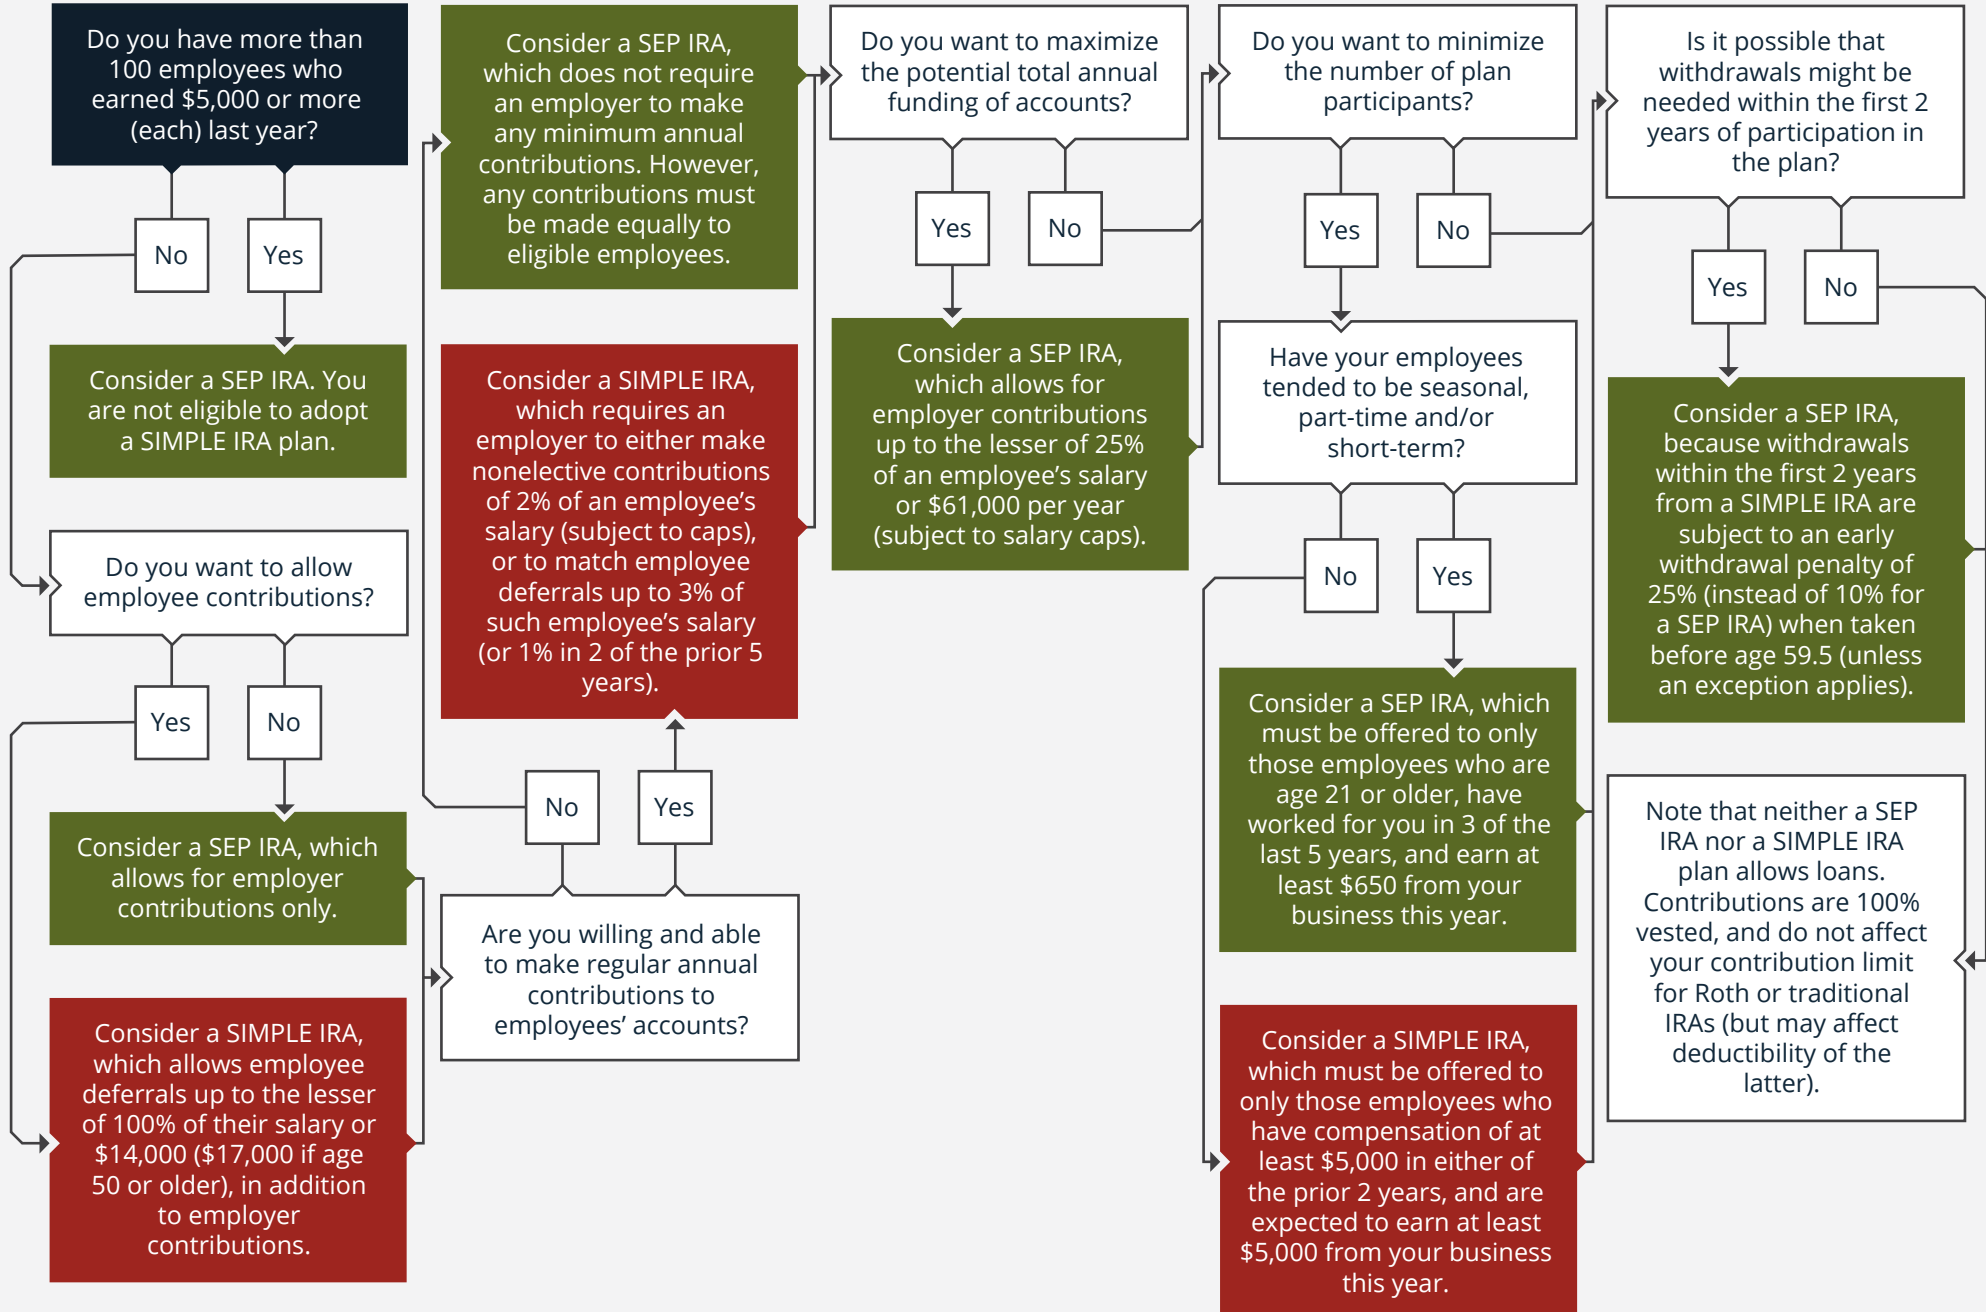 Do you have more than
100 employees who
earned $5,000 or more
(each) last year?
No
Yes
Consider a SEP IRA. You
are not eligible to adopt
a SIMPLE IRA plan.
Do you want to allow
employee contributions?
Yes
No
Consider a SEP IRA, which
allows for employer
contributions only.
Consider a SIMPLE IRA,
which allows employee
deferrals up to the lesser
of 100% of their salary or
$14,000 ($17,000 if age
50 or older), in addition
to employer
contributions.
Consider a SEP IRA,
which does not require
an employer to make
any minimum annual
contributions. However,
any contributions must
be made equally to
eligible employees.
Consider a SIMPLE IRA,
which requires an
employer to either make
nonelective contributions
of 2% of an employee’s
salary (subject to caps),
or to match employee
deferrals up to 3% of
such employee’s salary
(or 1% in 2 of the prior 5
years).
No
Yes
Are you willing and able
to make regular annual
contributions to
employees’ accounts?
Do you want to maximize
the potential total annual
funding of accounts?
Yes
No
Consider a SEP IRA,
which allows for
employer contributions
up to the lesser of 25%
of an employee’s salary
or $61,000 per year
(subject to salary caps).
Do you want to minimize
the number of plan
participants?
Yes
No
Have your employees
tended to be seasonal,
part-time and/or
short-term?
No
Yes
Consider a SEP IRA, which
must be offered to only
those employees who are
age 21 or older, have
worked for you in 3 of the
last 5 years, and earn at
least $650 from your
business this year.
Consider a SIMPLE IRA,
which must be offered to
only those employees who
have compensation of at
least $5,000 in either of
the prior 2 years, and are
expected to earn at least
$5,000 from your business
this year.
Is it possible that
withdrawals might be
needed within the first 2
years of participation in
the plan?
Yes
No
Consider a SEP IRA,
because withdrawals
within the first 2 years
from a SIMPLE IRA are
subject to an early
withdrawal penalty of
25% (instead of 10% for
a SEP IRA) when taken
before age 59.5 (unless
an exception applies).
Note that neither a SEP
IRA nor a SIMPLE IRA
plan allows loans.
Contributions are 100%
vested, and do not affect
your contribution limit
for Roth or traditional
IRAs (but may affect
deductibility of the
latter).